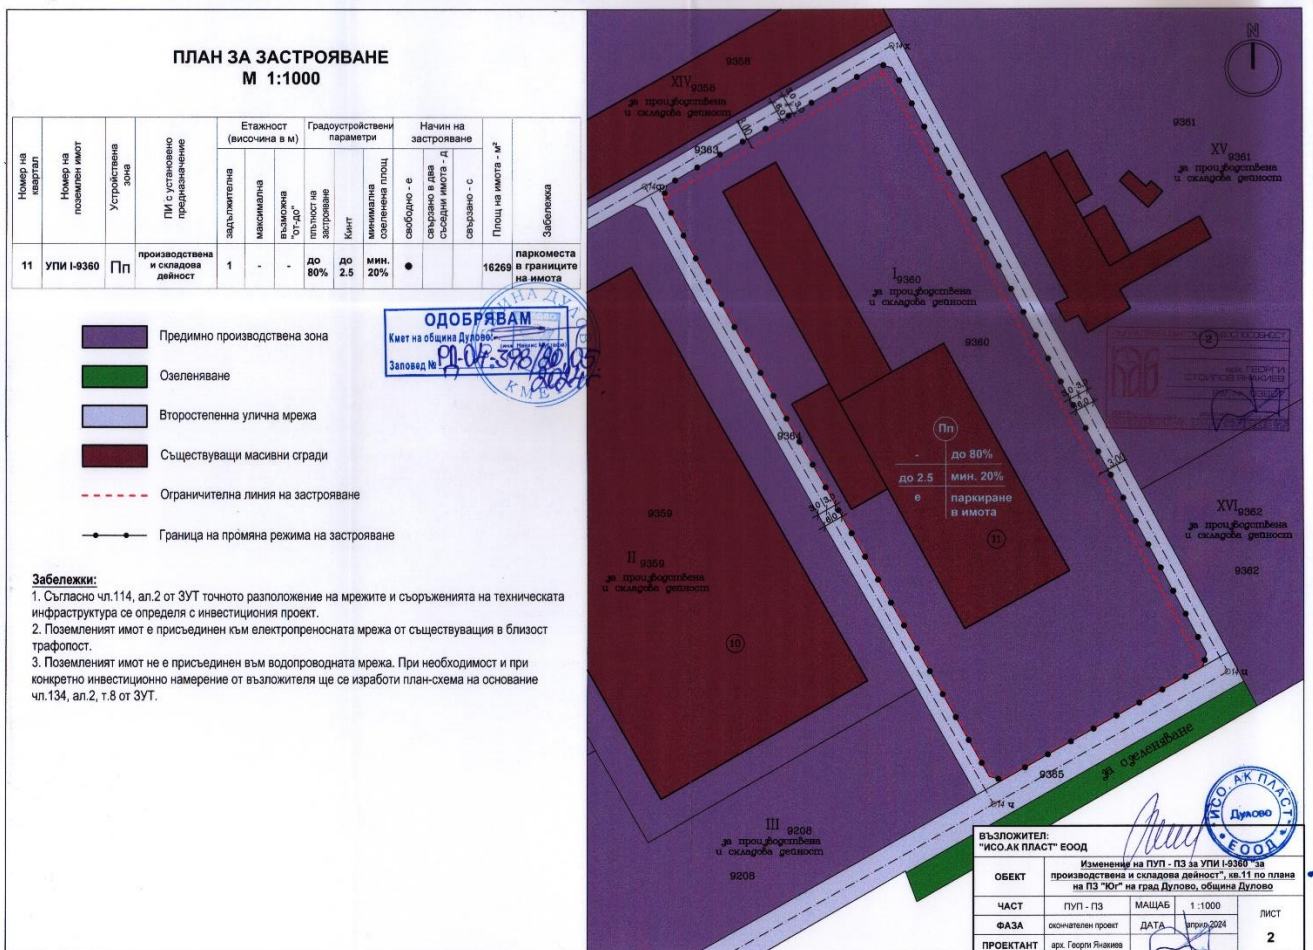 ПЛАН ЗА ЗАСТРОЯВАНЕ
М 1:1000
Номер на квартал
Номер на поземлен имот
Устройствена зона
ПИ с установено предназначение
Етажност (височина в м)
задължителна
максимална
възможна "от-до"
Градоустройствени параметри
плътност на застрояване
Кинт
минимална озеленена площ
Начин на застрояване
свободно - е
свързано в два съседни имота - д
свързано - с
Площ на имота - м²
Забележка
11 УПИ I-9360 Пп производствена и складова дейност 1 - - до 80% до 2.5 мин. 20% ● 16269 паркоместа в границите на имота
ОДОБРЯВАМ
Кмет на община Дулово:
Заповед №
Предимно производствена зона
Озеленяване
Второстепенна улична мрежа
Съществуващи масивни сгради
Ограничителна линия на застрояване
Граница на промяна режима на застрояване
Забележки:
1. Съгласно чл.114, ал.2 от ЗУТ точното разположение на мрежите и съоръженията на техническата
инфраструктура се определя с инвестиционния проект.
2. Поземленият имот е присъединен към електропреносната мрежа от съществуващия в близост
трафопост.
3. Поземленият имот не е присъединен към водопроводната мрежа. При необходимост и при
конкретно инвестиционно намерение от възложителя ще се изработи план-схема на основание
чл.134, ал.2, т.8 от ЗУТ.
N
9358
XIV 9358
за производствена
и складова дейност
9363
3.00
9361
XV 9361
за производствена
и складова дейност
I 9360
за производствена
и складова дейност
9360
9364
Пп
- до 80%
до 2.5 мин. 20%
е паркиране
в имота
11
3.00
9359
II 9359
за производствена
и складова дейност
10
XVI 9362
за производствена
и складова дейност
9362
за озеленяване
9365
III 9208
за производствена
и складова дейност
9208
"ИСО.АК ПЛАСТ"
Дулово
ЕООД
ВЪЗЛОЖИТЕЛ:
"ИСО.АК ПЛАСТ" ЕООД
ОБЕКТ
Изменение на ПУП - ПЗ за УПИ I-9360 "за
производствена и складова дейност", кв.11 по плана
на ПЗ "Юг" на град Дулово, община Дулово
ЧАСТ ПУП - ПЗ МАЩАБ 1 :1000 ЛИСТ
ФАЗА окончателен проект ДАТА април 2024 2
ПРОЕКТАНТ арх. Георги Янакиев